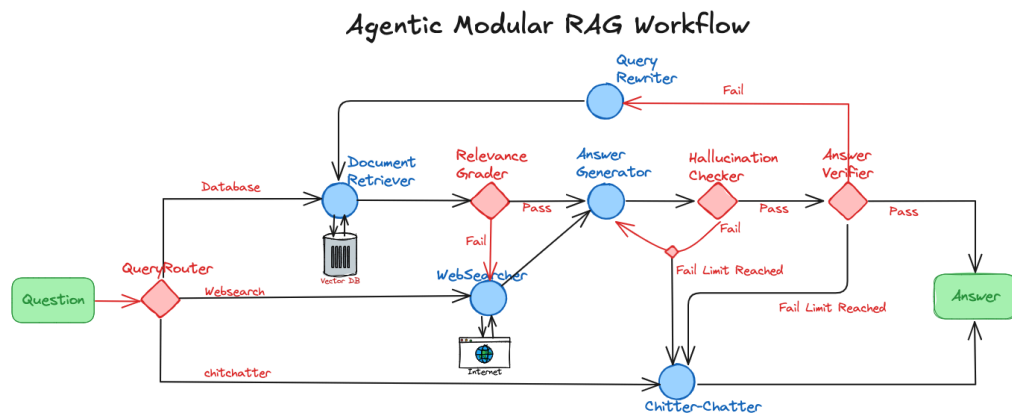 Agentic Modular RAG Workflow
Query
Rewriter
Fail
Document
Retriever
Relevance
Grader
Answer
Generator
Hallucination
Checker
Answer
Verifier
Database
Pass
Pass
Pass
Fail
Fail
Vector DB
QueryRouter
WebSearcher
Fail Limit Reached
Question
Websearch
Answer
Fail Limit Reached
Internet
chitchatter
Chitter-Chatter